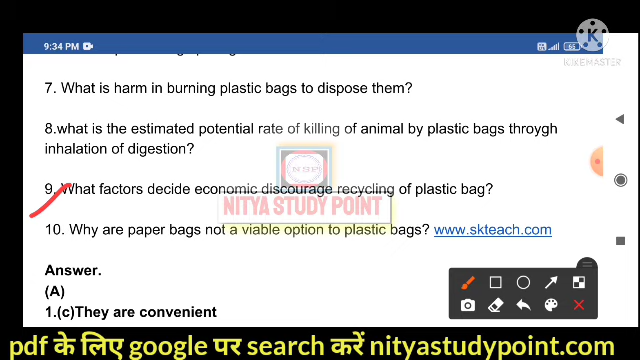 9:34 PM
K
KINEMASTER
7. What is harm in burning plastic bags to dispose them?
8.what is the estimated potential rate of killing of animal by plastic bags throygh
inhalation of digestion?
9. What factors decide economic discourage recycling of plastic bag?
NITYA STUDY POINT
10. Why are paper bags not a viable option to plastic bags? www.skteach.com
Answer.
(A)
1.(c)They are convenient
pdf के लिए google पर search करें nityastudypoint.com